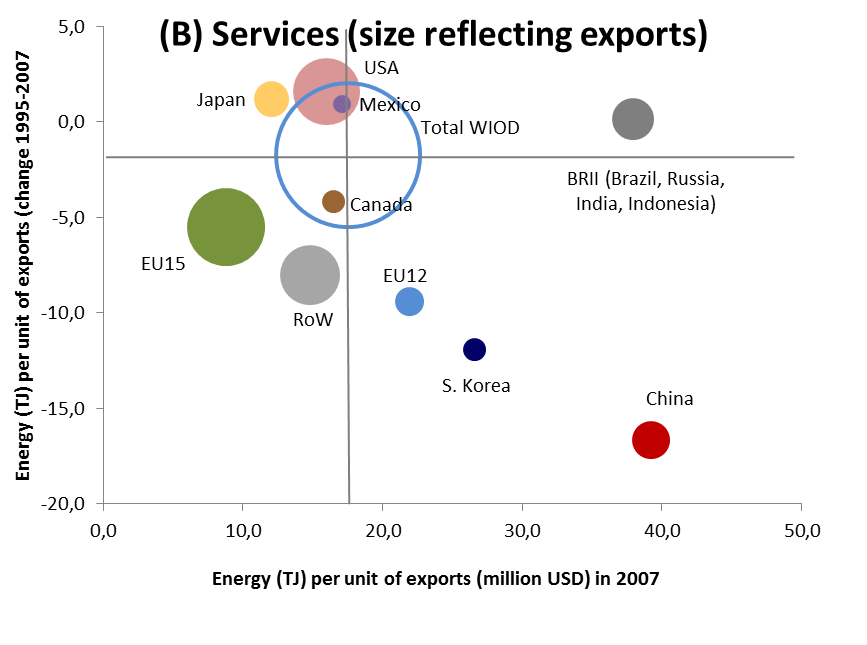 (B) Services (size reflecting exports)
Energy (TJ) per unit of exports (change 1995-2007
5,0
0,0
-5,0
-10,0
-15,0
-20,0
USA
Japan
Mexico
Total WIOD
BRII (Brazil, Russia,
India, Indonesia)
Canada
EU15
EU12
RoW
S. Korea
China
0,0
10,0
20,0
30,0
40,0
50,0
Energy (TJ) per unit of exports (million USD) in 2007